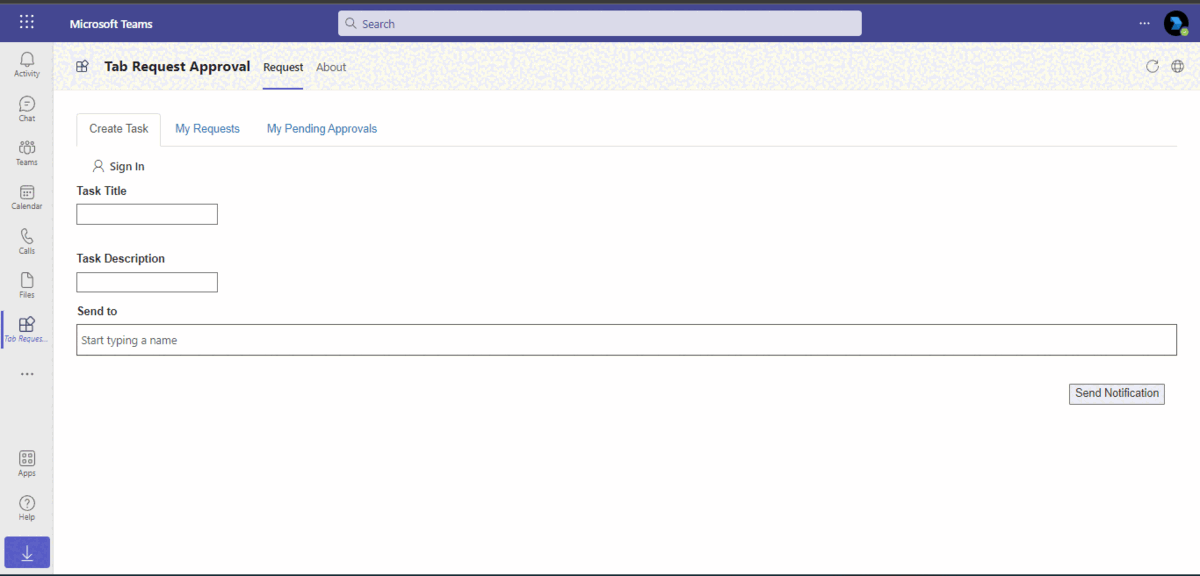 Microsoft Teams
Search
Activity
Chat
Teams
Calendar
Calls
Files
Tab Reques...
Apps
Help
Tab Request Approval Request About
Create Task My Requests My Pending Approvals
Sign In
Task Title
Task Description
Send to
Start typing a name
Send Notification